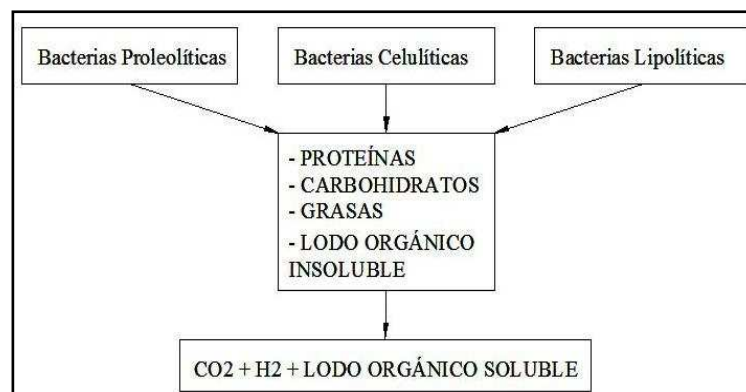 Bacterias Proleolíticas
Bacterias Celulíticas
Bacterias Lipolíticas
- PROTEÍNAS
- CARBOHIDRATOS
- GRASAS
- LODO ORGÁNICO
INSOLUBLE
CO2 + H2 + LODO ORGÁNICO SOLUBLE